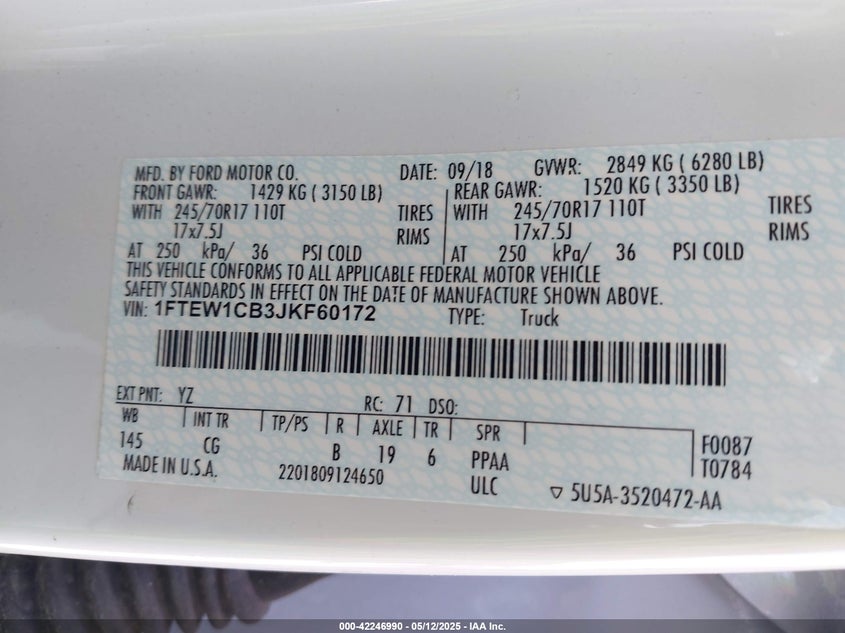 MFD. BY FORD MOTOR CO. DATE: 09/18 GVWR: 2849 KG ( 6280 LB)
FRONT GAWR: 1429 KG ( 3150 LB) REAR GAWR: 1520 KG ( 3350 LB)
WITH 245/70R17 110T TIRES WITH 245/70R17 110T TIRES
17x7.5J RIMS 17x7.5J RIMS
AT 250 kPa/ 36 PSI COLD AT 250 kPa/ 36 PSI COLD
THIS VEHICLE CONFORMS TO ALL APPLICABLE FEDERAL MOTOR VEHICLE
SAFETY STANDARDS IN EFFECT ON THE DATE OF MANUFACTURE SHOWN ABOVE.
VIN: 1FTEW1CB3JKF60172 TYPE: Truck
EXT PNT: YZ RC: 71 DSO:
WB INT TR TP/PS R AXLE TR SPR F0087
145 CG B 19 6 PPAA T0784
MADE IN U.S.A. 2201809124650 ULC ▽ 5U5A-3520472-AA
000-42246990 - 05/12/2025 - IAA Inc.